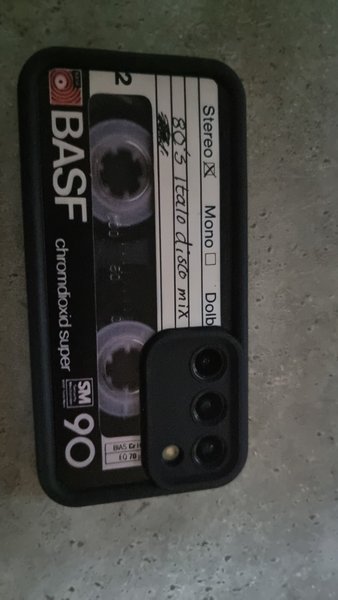 2
Stereo ☒ Mono ☐ Dolb
80's Italo disco mix
BASF
chromdioxid super
SM
90